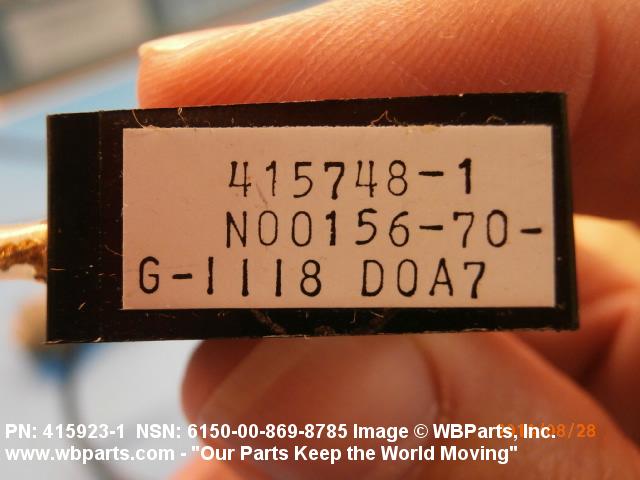 415748-1
N00156-70-
G-1118 D0A7
PN: 415923-1 NSN: 6150-00-869-8785 Image © WBParts, Inc.
www.wbparts.com - "Our Parts Keep the World Moving"